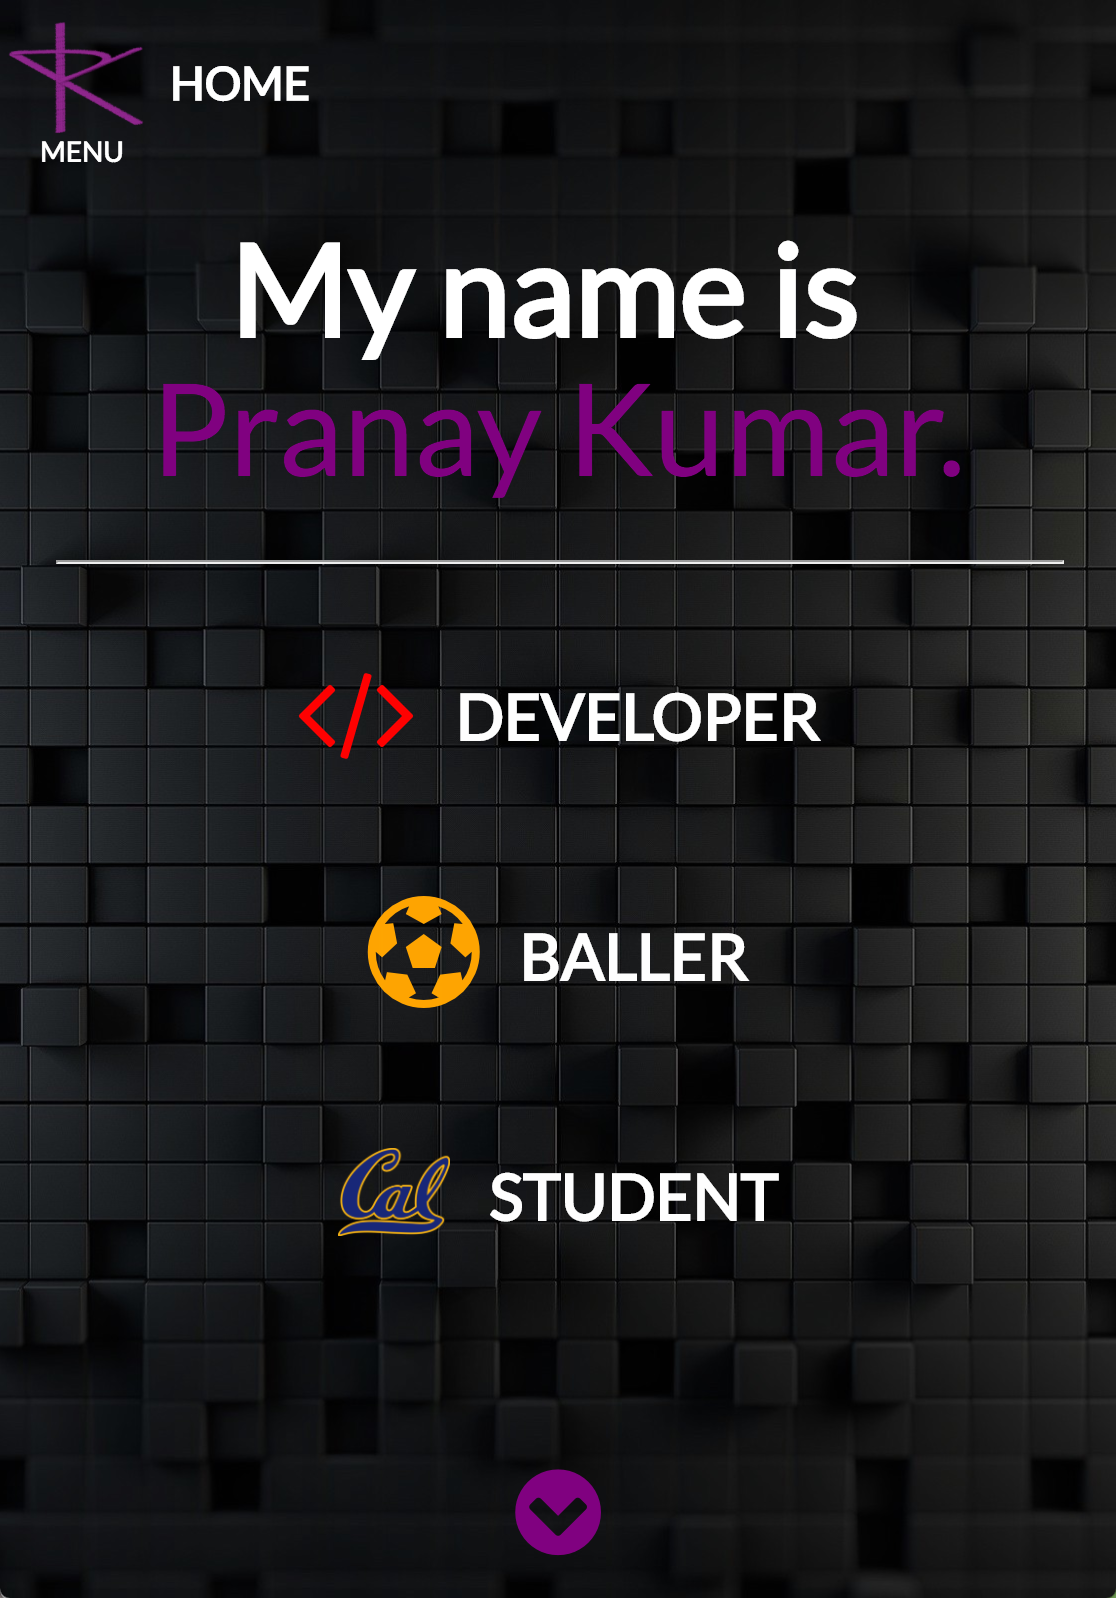 HOME
MENU
My name is
Pranay Kumar.
DEVELOPER
BALLER
Cal STUDENT